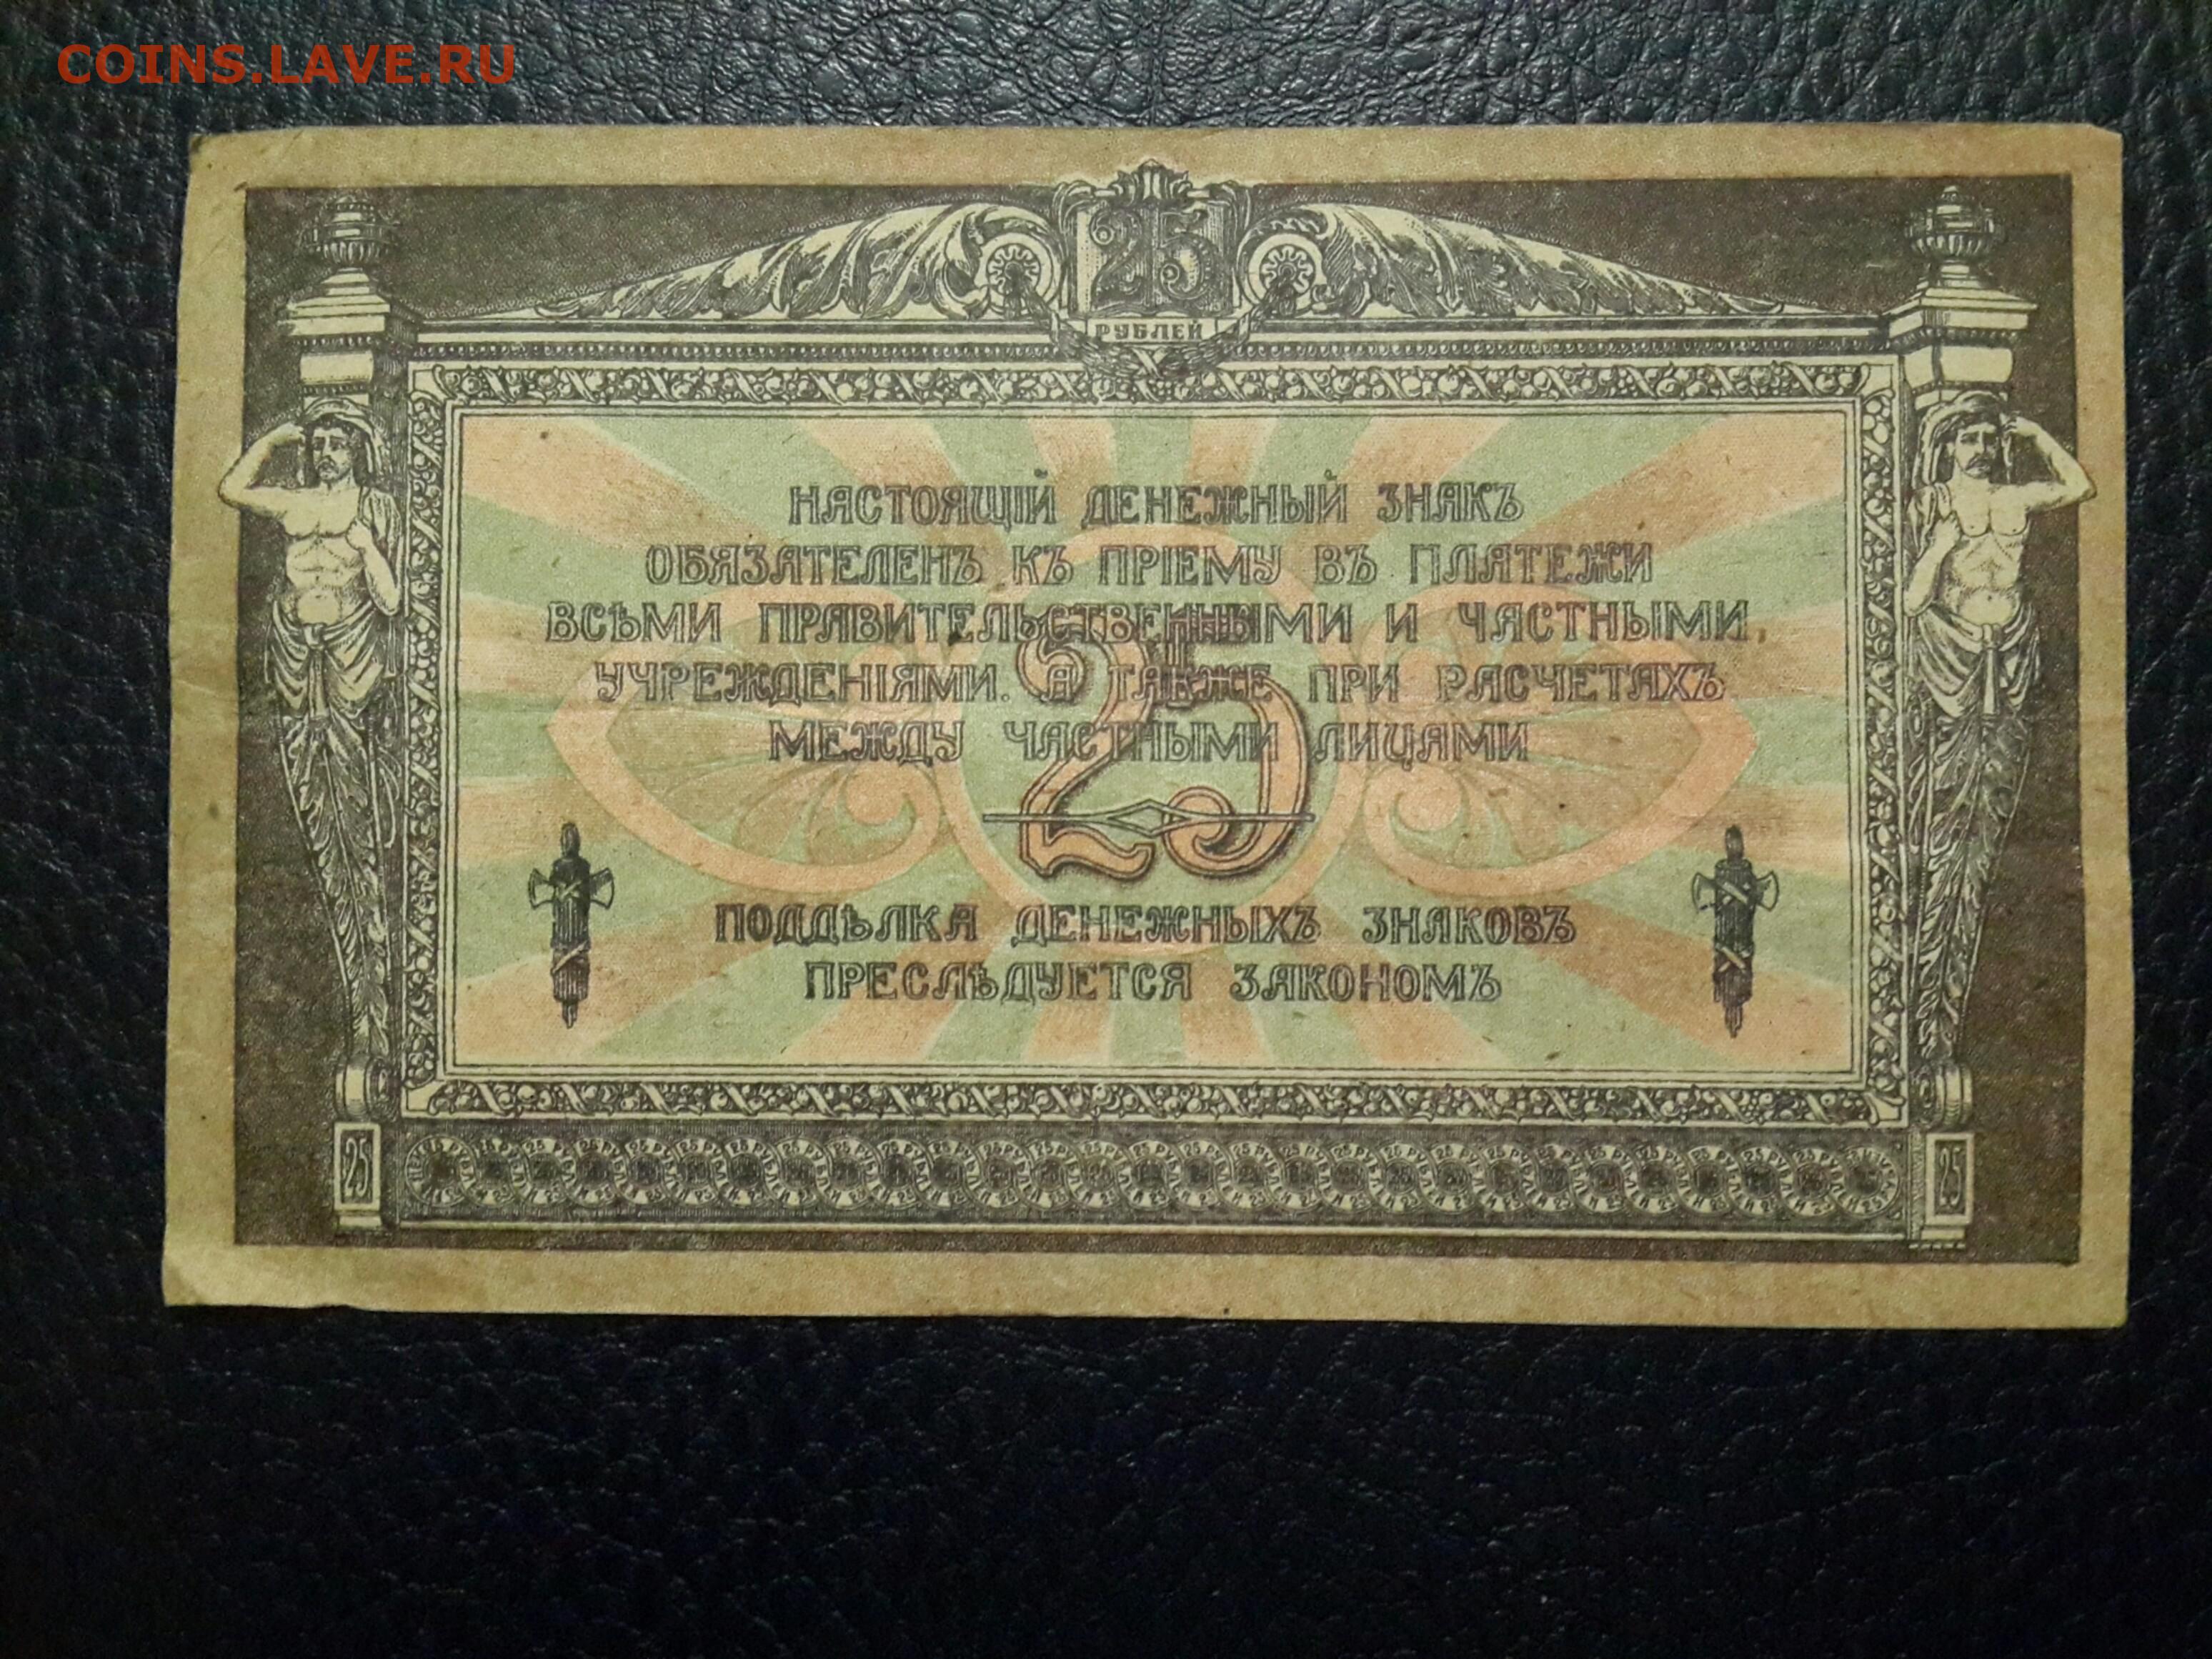 COINS.LAVE.RU
25
РУБЛЕЙ
НАСТОЯЩІЙ ДЕНЕЖНЫЙ ЗНАКЪ
ОБЯЗАТЕЛЕНЪ КЪ ПРІЕМУ ВЪ ПЛАТЕЖИ
ВСѢМИ ПРАВИТЕЛЬСТВЕННЫМИ И ЧАСТНЫМИ,
УЧРЕЖДЕНІЯМИ. А ТАКЖЕ ПРИ РАСЧЕТАХЪ
МЕЖДУ ЧАСТНЫМИ ЛИЦАМИ
25
ПОДДѢЛКА ДЕНЕЖНЫХЪ ЗНАКОВЪ
ПРЕСЛѢДУЕТСЯ ЗАКОНОМЪ
25 25